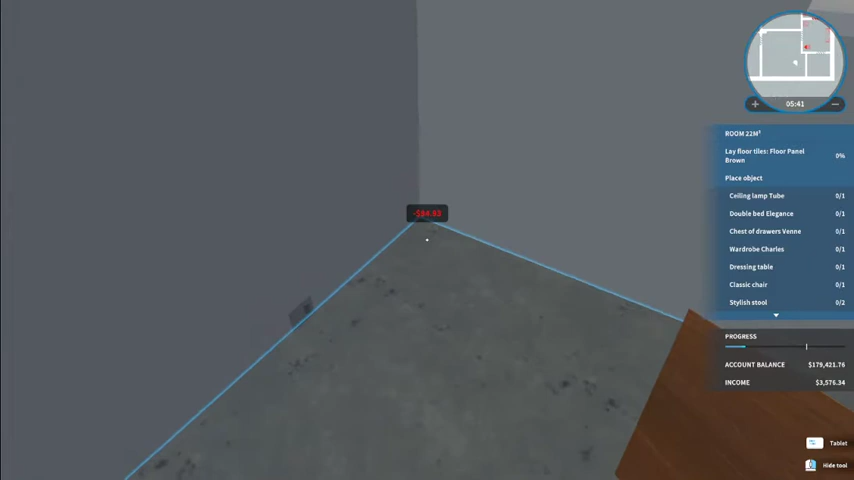 + 05:41 −
ROOM 22M²
Lay floor tiles: Floor Panel
Brown 0%
Place object
Ceiling lamp Tube 0/1
Double bed Elegance 0/1
Chest of drawers Venne 0/1
Wardrobe Charles 0/1
Dressing table 0/1
Classic chair 0/1
Stylish stool 0/2
-$84.93
PROGRESS
ACCOUNT BALANCE $179,421.76
INCOME $3,576.34
Tablet
Hide tool